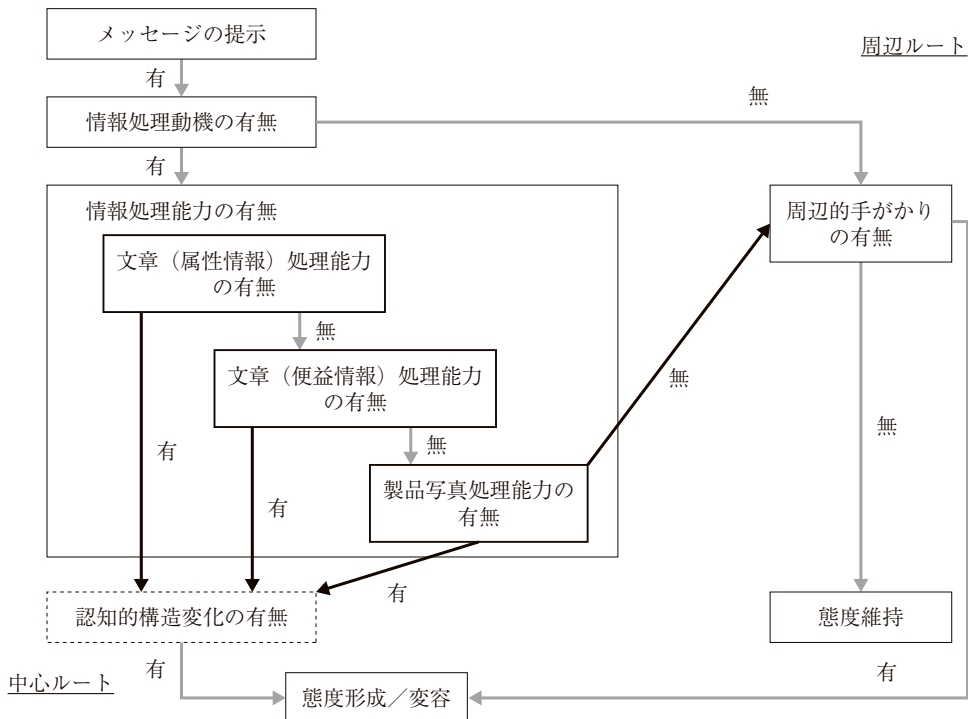 メッセージの提示
周辺ルート
有
無
情報処理動機の有無
有
情報処理能力の有無
周辺的手がかり
の有無
文章（属性情報）処理能力
の有無
無
文章（便益情報）処理能力
の有無
無
無
有
無
製品写真処理能力の
有無
有
有
認知的構造変化の有無
態度維持
有
有
中心ルート
態度形成／変容